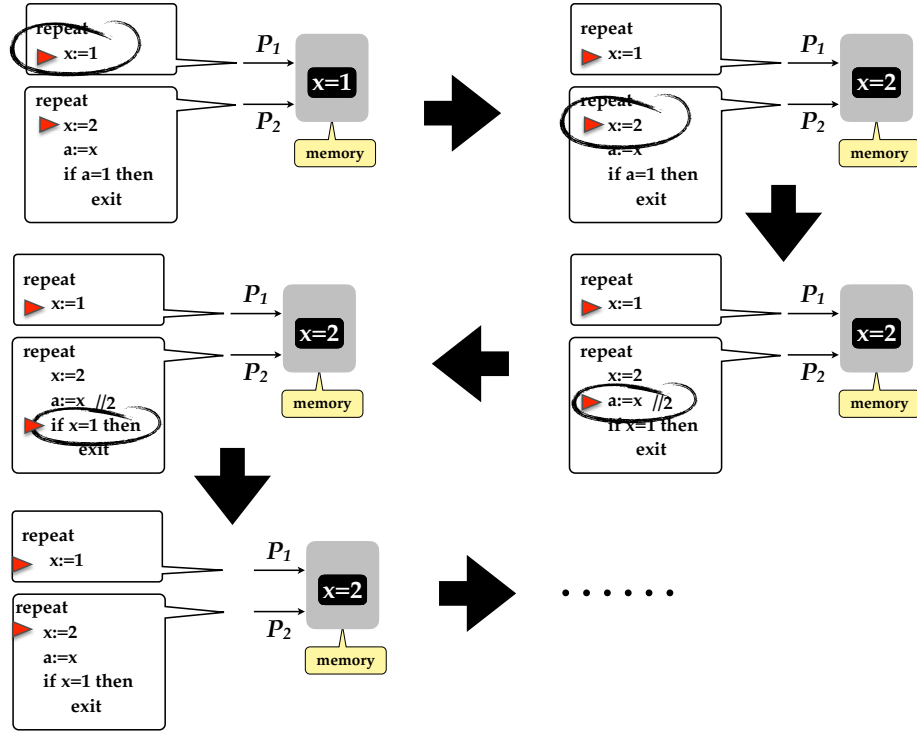 repeat
x:=1
P1
x=1
repeat
x:=2
a:=x
if a=1 then
exit
P2
memory
repeat
x:=1
P1
x=2
repeat
x:=2
a:=x
if a=1 then
exit
P2
memory
repeat
x:=1
P1
x=2
repeat
x:=2
a:=x //2
if x=1 then
exit
P2
memory
repeat
x:=1
P1
x=2
repeat
x:=2
a:=x //2
if x=1 then
exit
P2
memory
repeat
x:=1
P1
x=2
repeat
x:=2
a:=x
if x=1 then
exit
P2
memory
. . . . . .